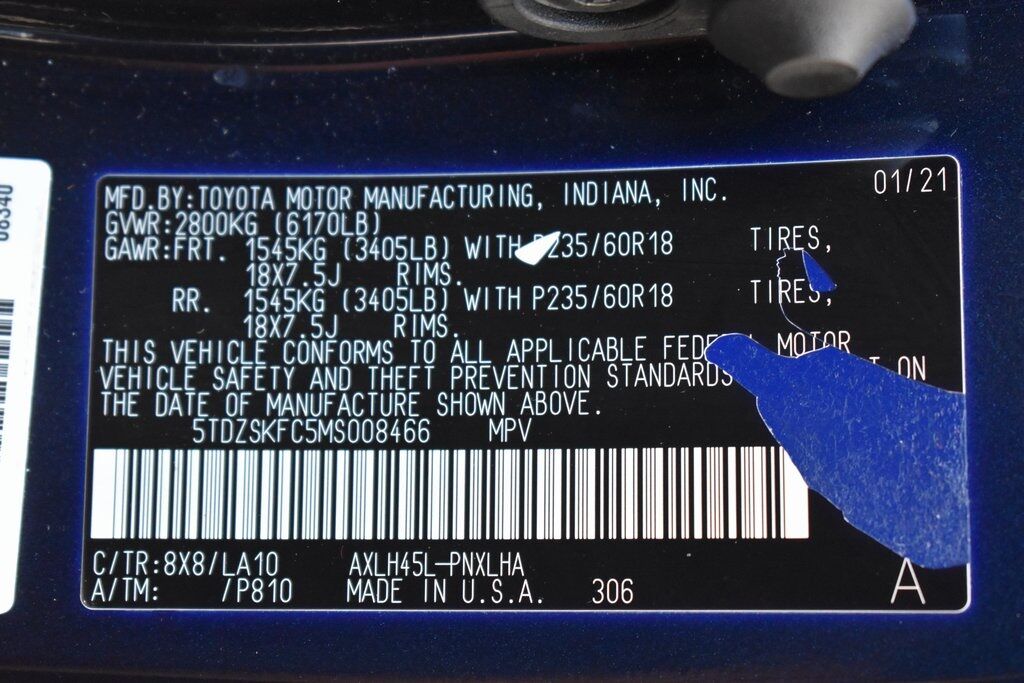 08340
MFD.BY:TOYOTA MOTOR MANUFACTURING, INDIANA, INC. 01/21
GVWR:2800KG (6170LB)
GAWR:FRT. 1545KG (3405LB) WITH P235/60R18 TIRES,
18X7.5J RIMS.
RR. 1545KG (3405LB) WITH P235/60R18 TIRES,
18X7.5J RIMS.
THIS VEHICLE CONFORMS TO ALL APPLICABLE MOTOR
VEHICLE SAFETY AND THEFT PREVENTION STANDARDS ON
THE DATE OF MANUFACTURE SHOWN ABOVE.
5TDZSKFC5MS008466 MPV
C/TR:8X8/LA10 AXLH45L-PNXLHA
A/TM: /P810 MADE IN U.S.A. 306 A